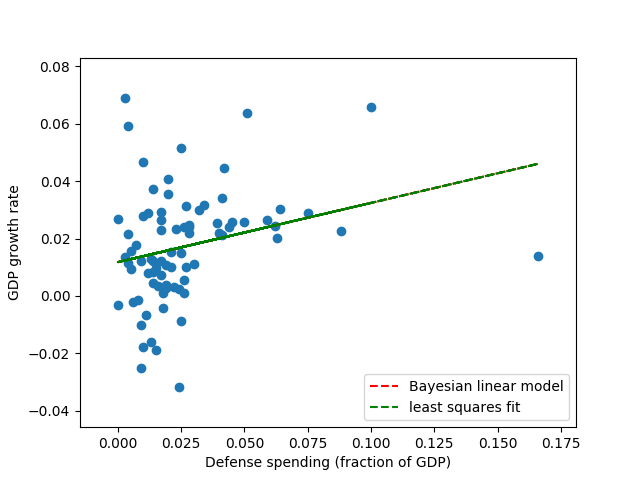 0.08
0.06
0.04
0.02
0.00
−0.02
−0.04
GDP growth rate
Bayesian linear model
least squares fit
0.000 0.025 0.050 0.075 0.100 0.125 0.150 0.175
Defense spending (fraction of GDP)